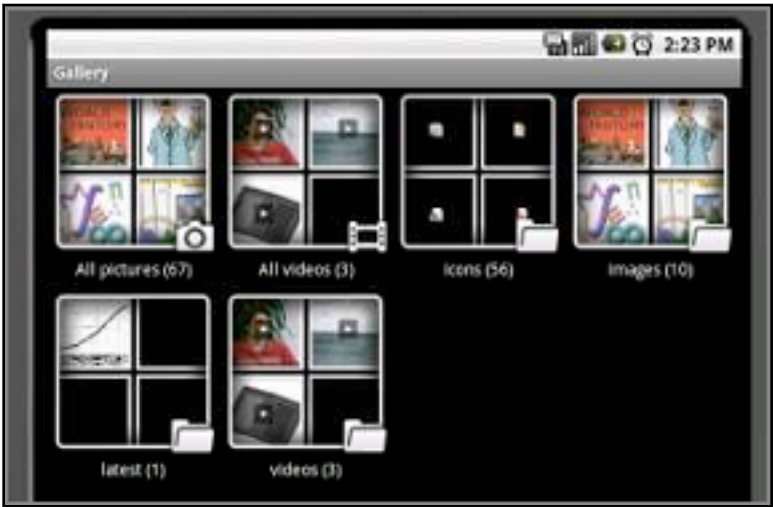 2:23 PM
Gallery
All pictures (67)
All videos (3)
icons (56)
images (10)
latest (1)
videos (3)